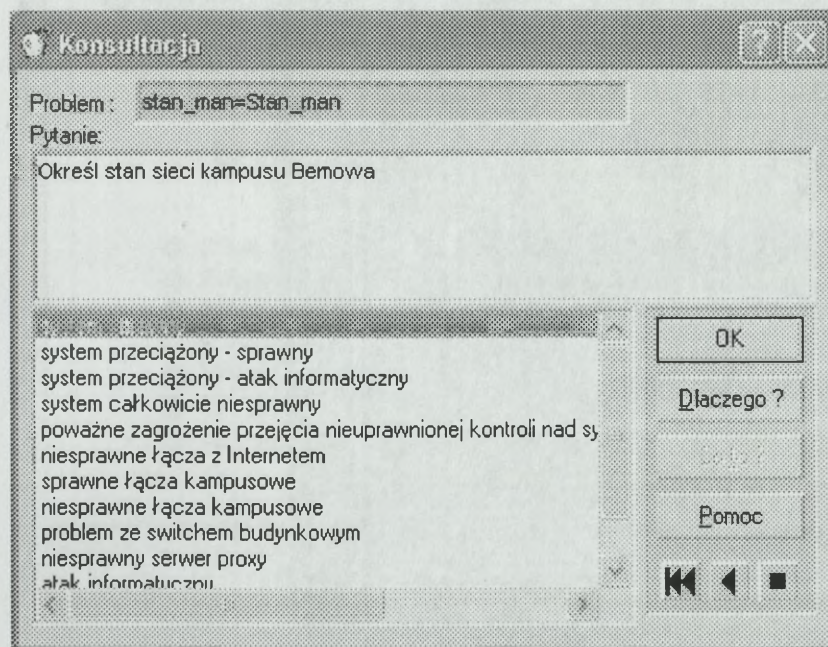 Konsultacja
Problem : stan_man=Stan_man
Pytanie:
Określ stan sieci kampusu Bemowa
system przeciążony - sprawny
system przeciążony - atak informatyczny
system całkowicie niesprawny
poważne zagrożenie przejęcia nieuprawnionej kontroli nad sy
niesprawne łącza z Internetem
sprawne łącza kampusowe
niesprawne łącza kampusowe
problem ze switchem budynkowym
niesprawny serwer proxy
atak informatyczny
OK
Dlaczego ?
Pomoc